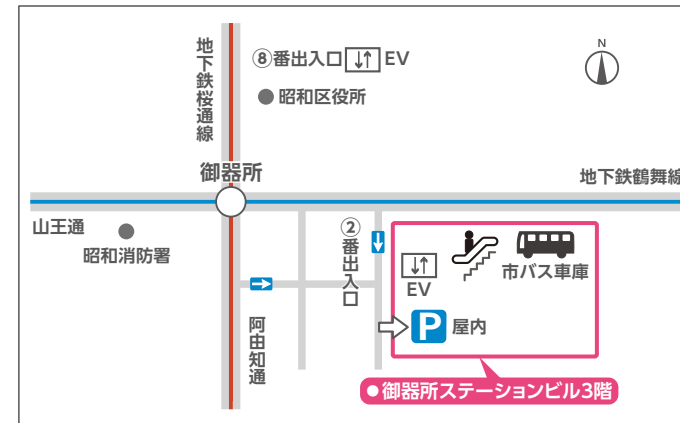 地下鉄桜通線
⑧番出入口 EV
昭和区役所
N
御器所
地下鉄鶴舞線
山王通
昭和消防署
②番出入口
EV
市バス車庫
P 屋内
阿由知通
御器所ステーションビル3階